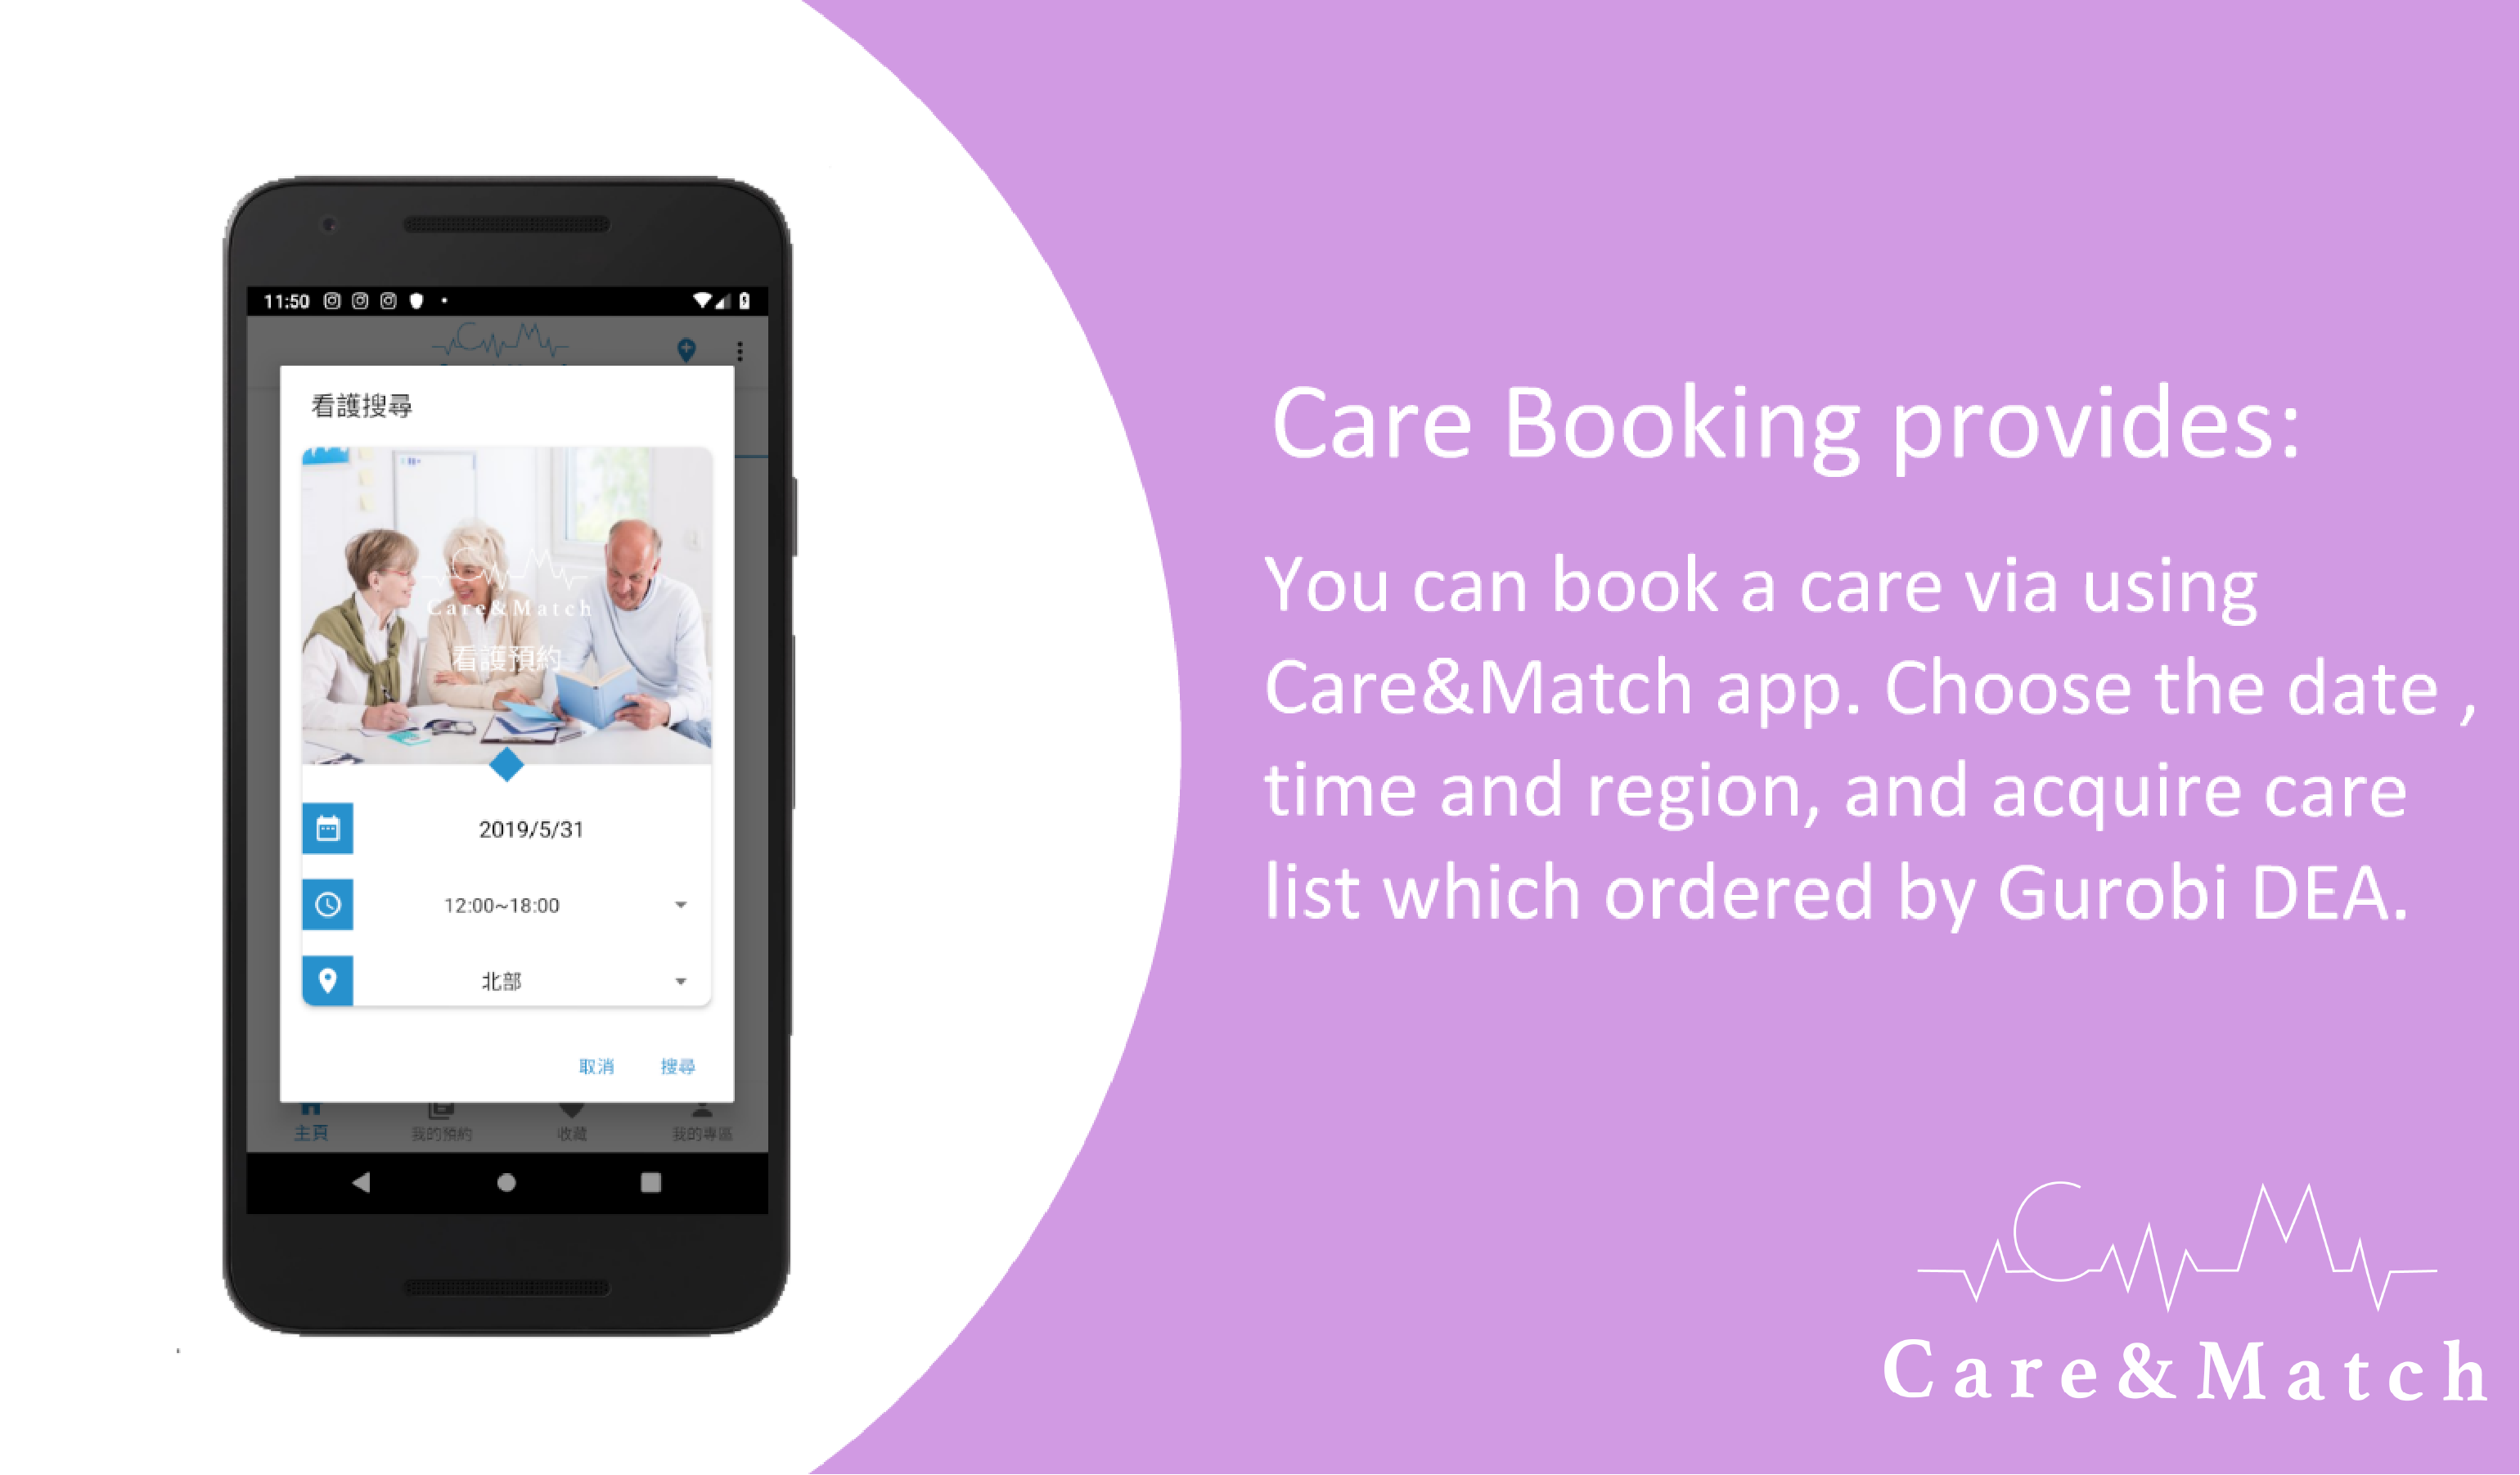 11:50
看護搜尋
Care&Match
看護預約
2019/5/31
12:00~18:00
北部
取消 搜尋
主頁 我的預約 收藏 我的專區
Care Booking provides:
You can book a care via using
Care&Match app. Choose the date ,
time and region, and acquire care
list which ordered by Gurobi DEA.
Care&Match